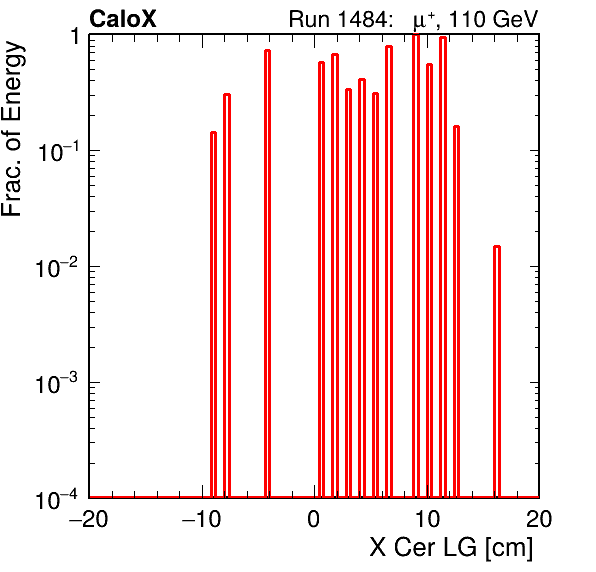 CaloX Run 1484: μ⁺, 110 GeV
Frac. of Energy
1
10⁻¹
10⁻²
10⁻³
10⁻⁴
−20 −10 0 10 20
X Cer LG [cm]